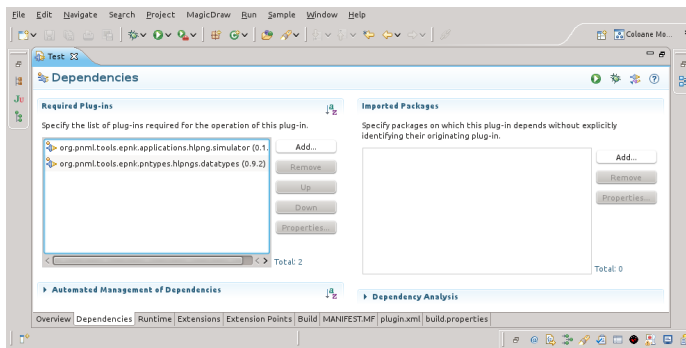 File Edit Navigate Search Project MagicDraw Run Sample Window Help
Coloane Mo...
Test
Dependencies
Required Plug-ins
Specify the list of plug-ins required for the operation of this plug-in.
org.pnml.tools.epnk.applications.hlpng.simulator (0.1.
org.pnml.tools.epnk.pntypes.hlpngs.datatypes (0.9.2)
Add...
Remove
Up
Down
Properties...
Total: 2
Imported Packages
Specify packages on which this plug-in depends without explicitly
identifying their originating plug-in.
Add...
Remove
Properties...
Total: 0
Automated Management of Dependencies
Dependency Analysis
Overview Dependencies Runtime Extensions Extension Points Build MANIFEST.MF plugin.xml build.properties